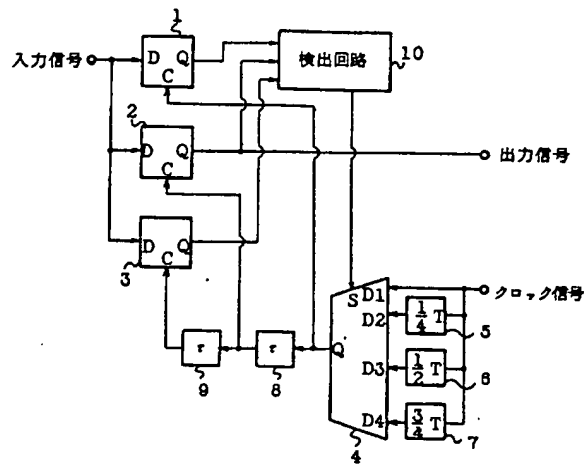 1
入力信号
D Q
C
検出回路
10
2
D Q
C
出力信号
D Q
C
3
クロック信号
S D1
D2
1/4 T
5
τ
9
τ
8
Q
D3
1/2 T
6
D4
3/4 T
7
4